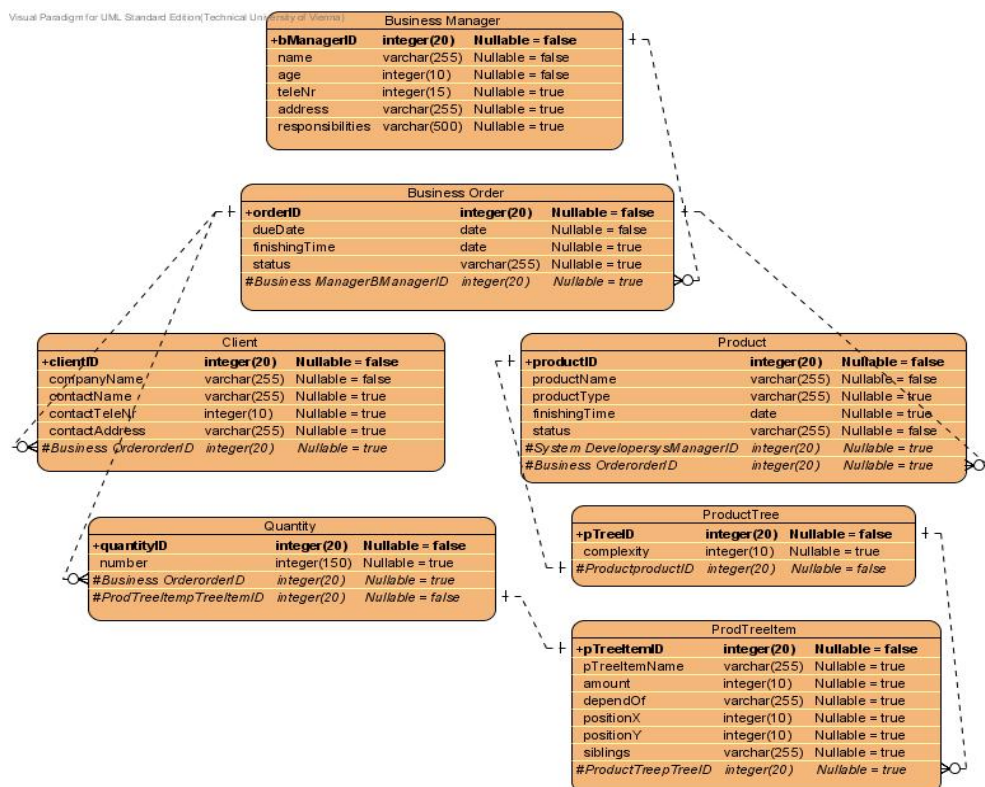 Visual Paradigm for UML Standard Edition(Technical University of Vienna)
Business Manager
+bManagerID integer(20) Nullable = false
name varchar(255) Nullable = false
age integer(10) Nullable = false
teleNr integer(15) Nullable = true
address varchar(255) Nullable = true
responsibilities varchar(500) Nullable = true
Business Order
+orderID integer(20) Nullable = false
dueDate date Nullable = false
finishingTime date Nullable = true
status varchar(255) Nullable = true
#Business ManagerBManagerID integer(20) Nullable = true
Client
+clientID integer(20) Nullable = false
companyName varchar(255) Nullable = false
contactName varchar(255) Nullable = true
contactTeleNr integer(10) Nullable = true
contactAddress varchar(255) Nullable = true
#Business OrderorderID integer(20) Nullable = true
Product
+productID integer(20) Nullable = false
productName varchar(255) Nullable = false
productType varchar(255) Nullable = true
finishingTime date Nullable = true
status varchar(255) Nullable = false
#System DevelopersysManagerID integer(20) Nullable = true
#Business OrderorderID integer(20) Nullable = true
Quantity
+quantityID integer(20) Nullable = false
number integer(150) Nullable = true
#Business OrderorderID integer(20) Nullable = true
#ProdTreeItempTreeItemID integer(20) Nullable = false
ProductTree
+pTreeID integer(20) Nullable = false
complexity integer(10) Nullable = true
#ProductproductID integer(20) Nullable = false
ProdTreeItem
+pTreeItemID integer(20) Nullable = false
pTreeItemName varchar(255) Nullable = true
amount integer(10) Nullable = true
dependOf varchar(255) Nullable = true
positionX integer(10) Nullable = true
positionY integer(10) Nullable = true
siblings varchar(255) Nullable = true
#ProductTreepTreeID integer(20) Nullable = true